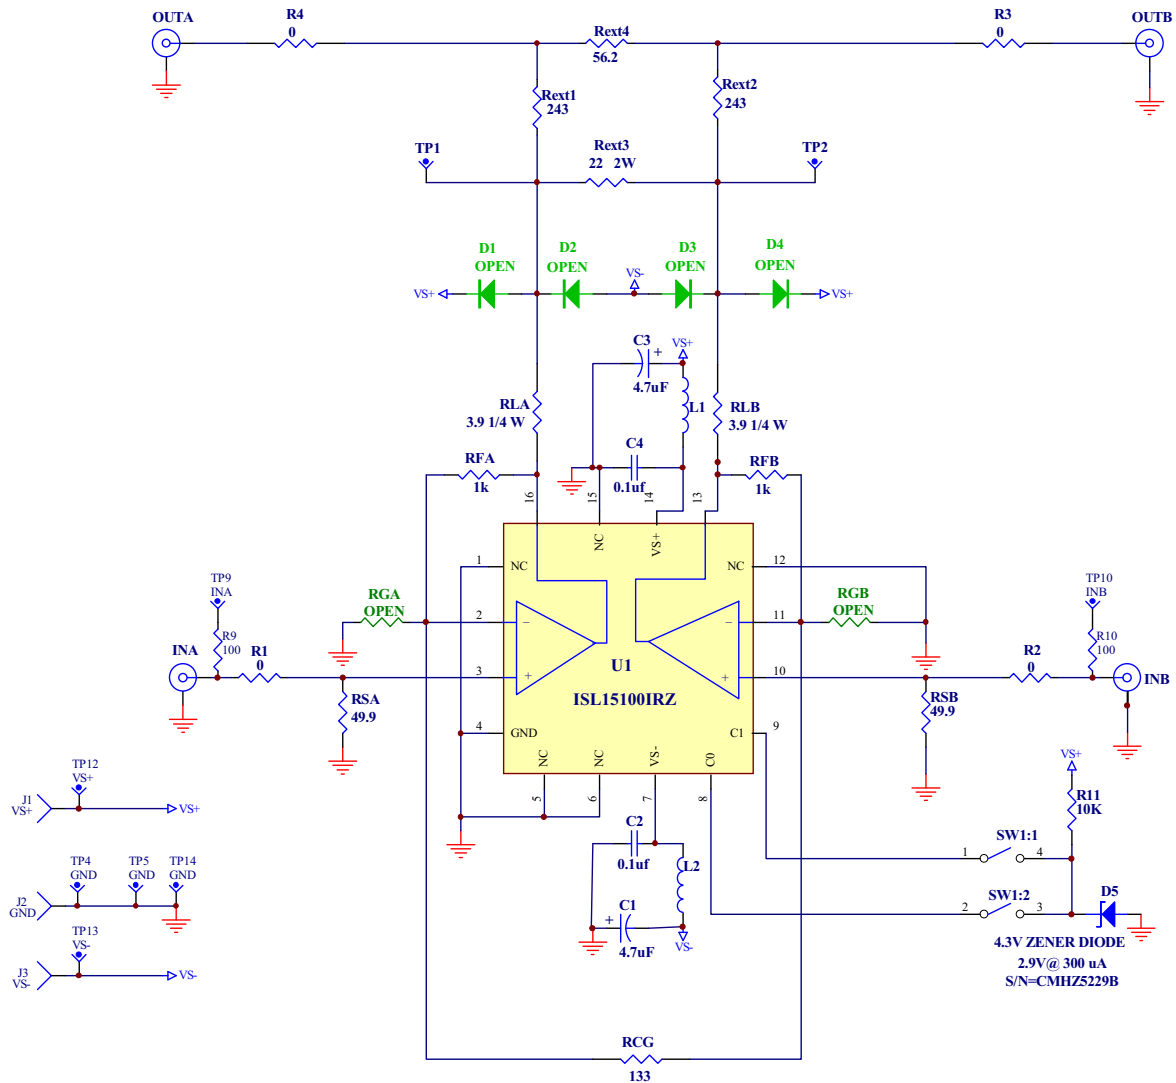 OUTA
R4
0
Rext4
56.2
R3
0
OUTB
Rext1
243
Rext2
243
TP1
Rext3
22 2W
TP2
D1
OPEN
D2
OPEN
VS-
D3
OPEN
D4
OPEN
VS+
VS+
C3
+
4.7uF
VS+
L1
RLA
3.9 1/4 W
RLB
3.9 1/4 W
C4
0.1uf
RFA
1k
RFB
1k
16
15
14
13
NC
VS+
1
NC
NC
12
RGA
OPEN
2
11
RGB
OPEN
TP9
INA
R9
100
TP10
INB
R10
100
INA
R1
0
3
10
R2
0
INB
−
+
−
+
U1
ISL15100IRZ
RSA
49.9
RSB
49.9
4
GND
C1
9
NC
NC
VS-
C0
5
6
7
8
TP12
VS+
J1
VS+
VS+
TP4
GND
TP5
GND
TP14
GND
J2
GND
TP13
VS-
J3
VS-
VS-
C2
0.1uf
L2
C1
+
4.7uF
VS-
VS+
R11
10K
SW1:1
1
4
SW1:2
2
3
D5
4.3V ZENER DIODE
2.9V@ 300 uA
S/N=CMHZ5229B
RCG
133